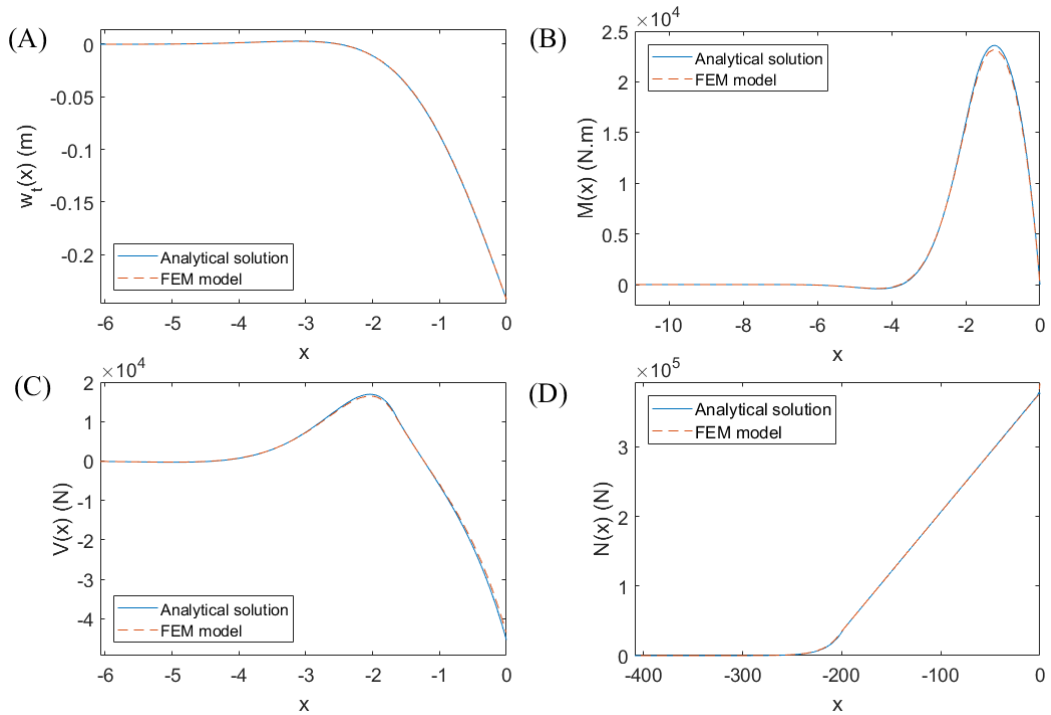 (A)
0
-0.05
-0.1
-0.15
-0.2
w_t(x) (m)
Analytical solution
FEM model
-6 -5 -4 -3 -2 -1 0
x
(B)
×10^4
2.5
2
1.5
1
0.5
0
M(x) (N.m)
Analytical solution
FEM model
-10 -8 -6 -4 -2 0
x
(C)
×10^4
2
1
0
-1
-2
-3
-4
V(x) (N)
Analytical solution
FEM model
-6 -5 -4 -3 -2 -1 0
x
(D)
×10^5
3
2
1
0
N(x) (N)
Analytical solution
FEM model
-400 -300 -200 -100 0
x